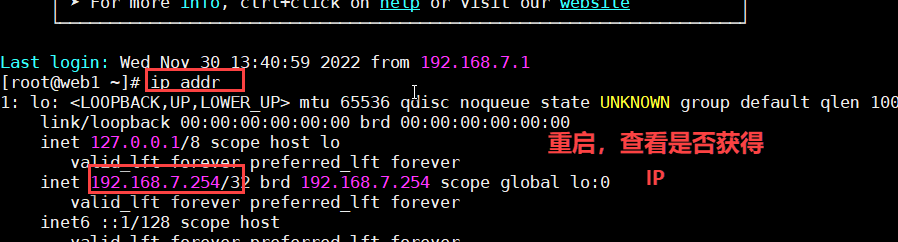 ➤ For more info, ctrl+click on help or visit our website
Last login: Wed Nov 30 13:40:59 2022 from 192.168.7.1
[root@web1 ~]# ip addr
1: lo: <LOOPBACK,UP,LOWER_UP> mtu 65536 qdisc noqueue state UNKNOWN group default qlen 100
link/loopback 00:00:00:00:00:00 brd 00:00:00:00:00:00
inet 127.0.0.1/8 scope host lo
valid_lft forever preferred_lft forever
inet 192.168.7.254/32 brd 192.168.7.254 scope global lo:0
valid_lft forever preferred_lft forever
inet6 ::1/128 scope host
valid_lft forever preferred_lft forever
重启，查看是否获得
IP